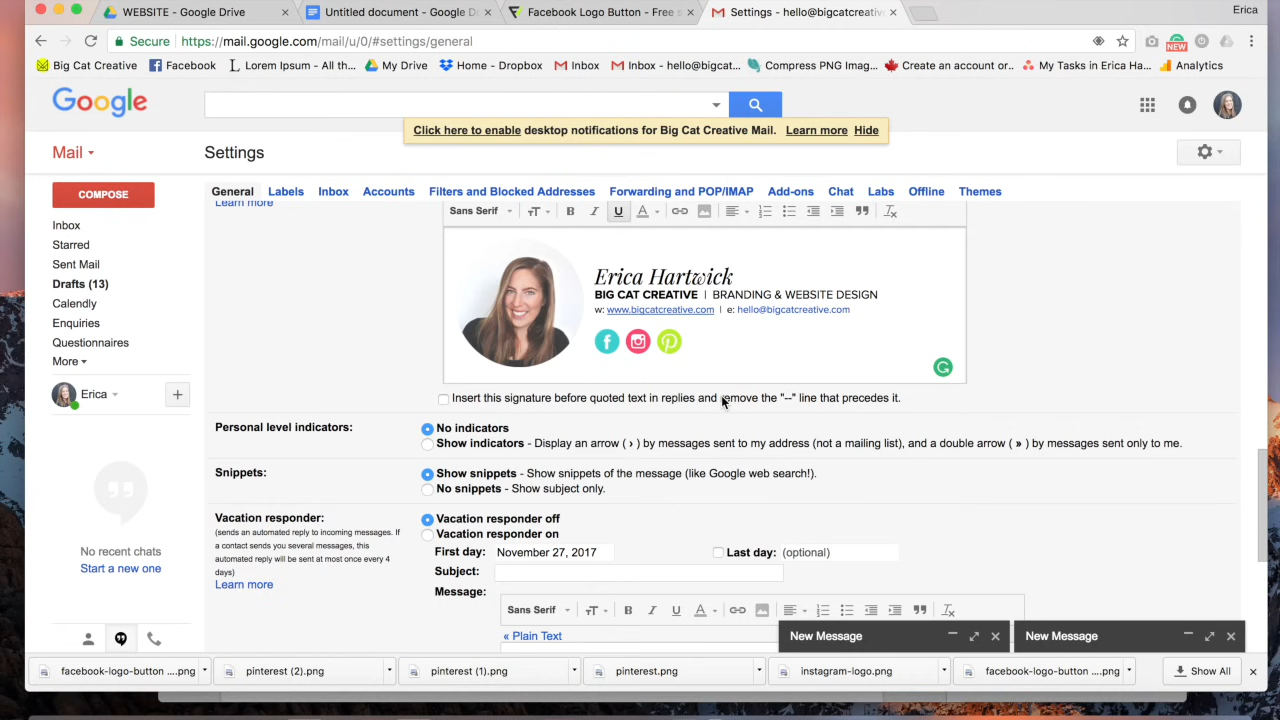 WEBSITE - Google Drive
Untitled document - Google D
Facebook Logo Button - Free s
Settings - hello@bigcatcreativ
Erica
Secure https://mail.google.com/mail/u/0/#settings/general
NEW
Big Cat Creative Facebook Lorem Ipsum - All th... My Drive Home - Dropbox Inbox Inbox - hello@bigcat... Compress PNG Imag... Create an account or.. My Tasks in Erica Ha... Analytics
Google
Click here to enable desktop notifications for Big Cat Creative Mail. Learn more Hide
Mail
Settings
General Labels Inbox Accounts Filters and Blocked Addresses Forwarding and POP/IMAP Add-ons Chat Labs Offline Themes
COMPOSE
Inbox
Starred
Sent Mail
Drafts (13)
Calendly
Enquiries
Questionnaires
More
Erica
No recent chats
Start a new one
Learn more
Sans Serif
Erica Hartwick
BIG CAT CREATIVE | BRANDING & WEBSITE DESIGN
w: www.bigcatcreative.com | e: hello@bigcatcreative.com
Insert this signature before quoted text in replies and remove the "--" line that precedes it.
Personal level indicators:
No indicators
Show indicators - Display an arrow ( › ) by messages sent to my address (not a mailing list), and a double arrow ( » ) by messages sent only to me.
Snippets:
Show snippets - Show snippets of the message (like Google web search!).
No snippets - Show subject only.
Vacation responder:
(sends an automated reply to incoming messages. If
a contact sends you several messages, this
automated reply will be sent at most once every 4
days)
Learn more
Vacation responder off
Vacation responder on
First day: November 27, 2017
Last day: (optional)
Subject:
Message:
Sans Serif
« Plain Text
New Message
New Message
facebook-logo-button ....png
pinterest (2).png
pinterest (1).png
pinterest.png
instagram-logo.png
facebook-logo-button ....png
Show All